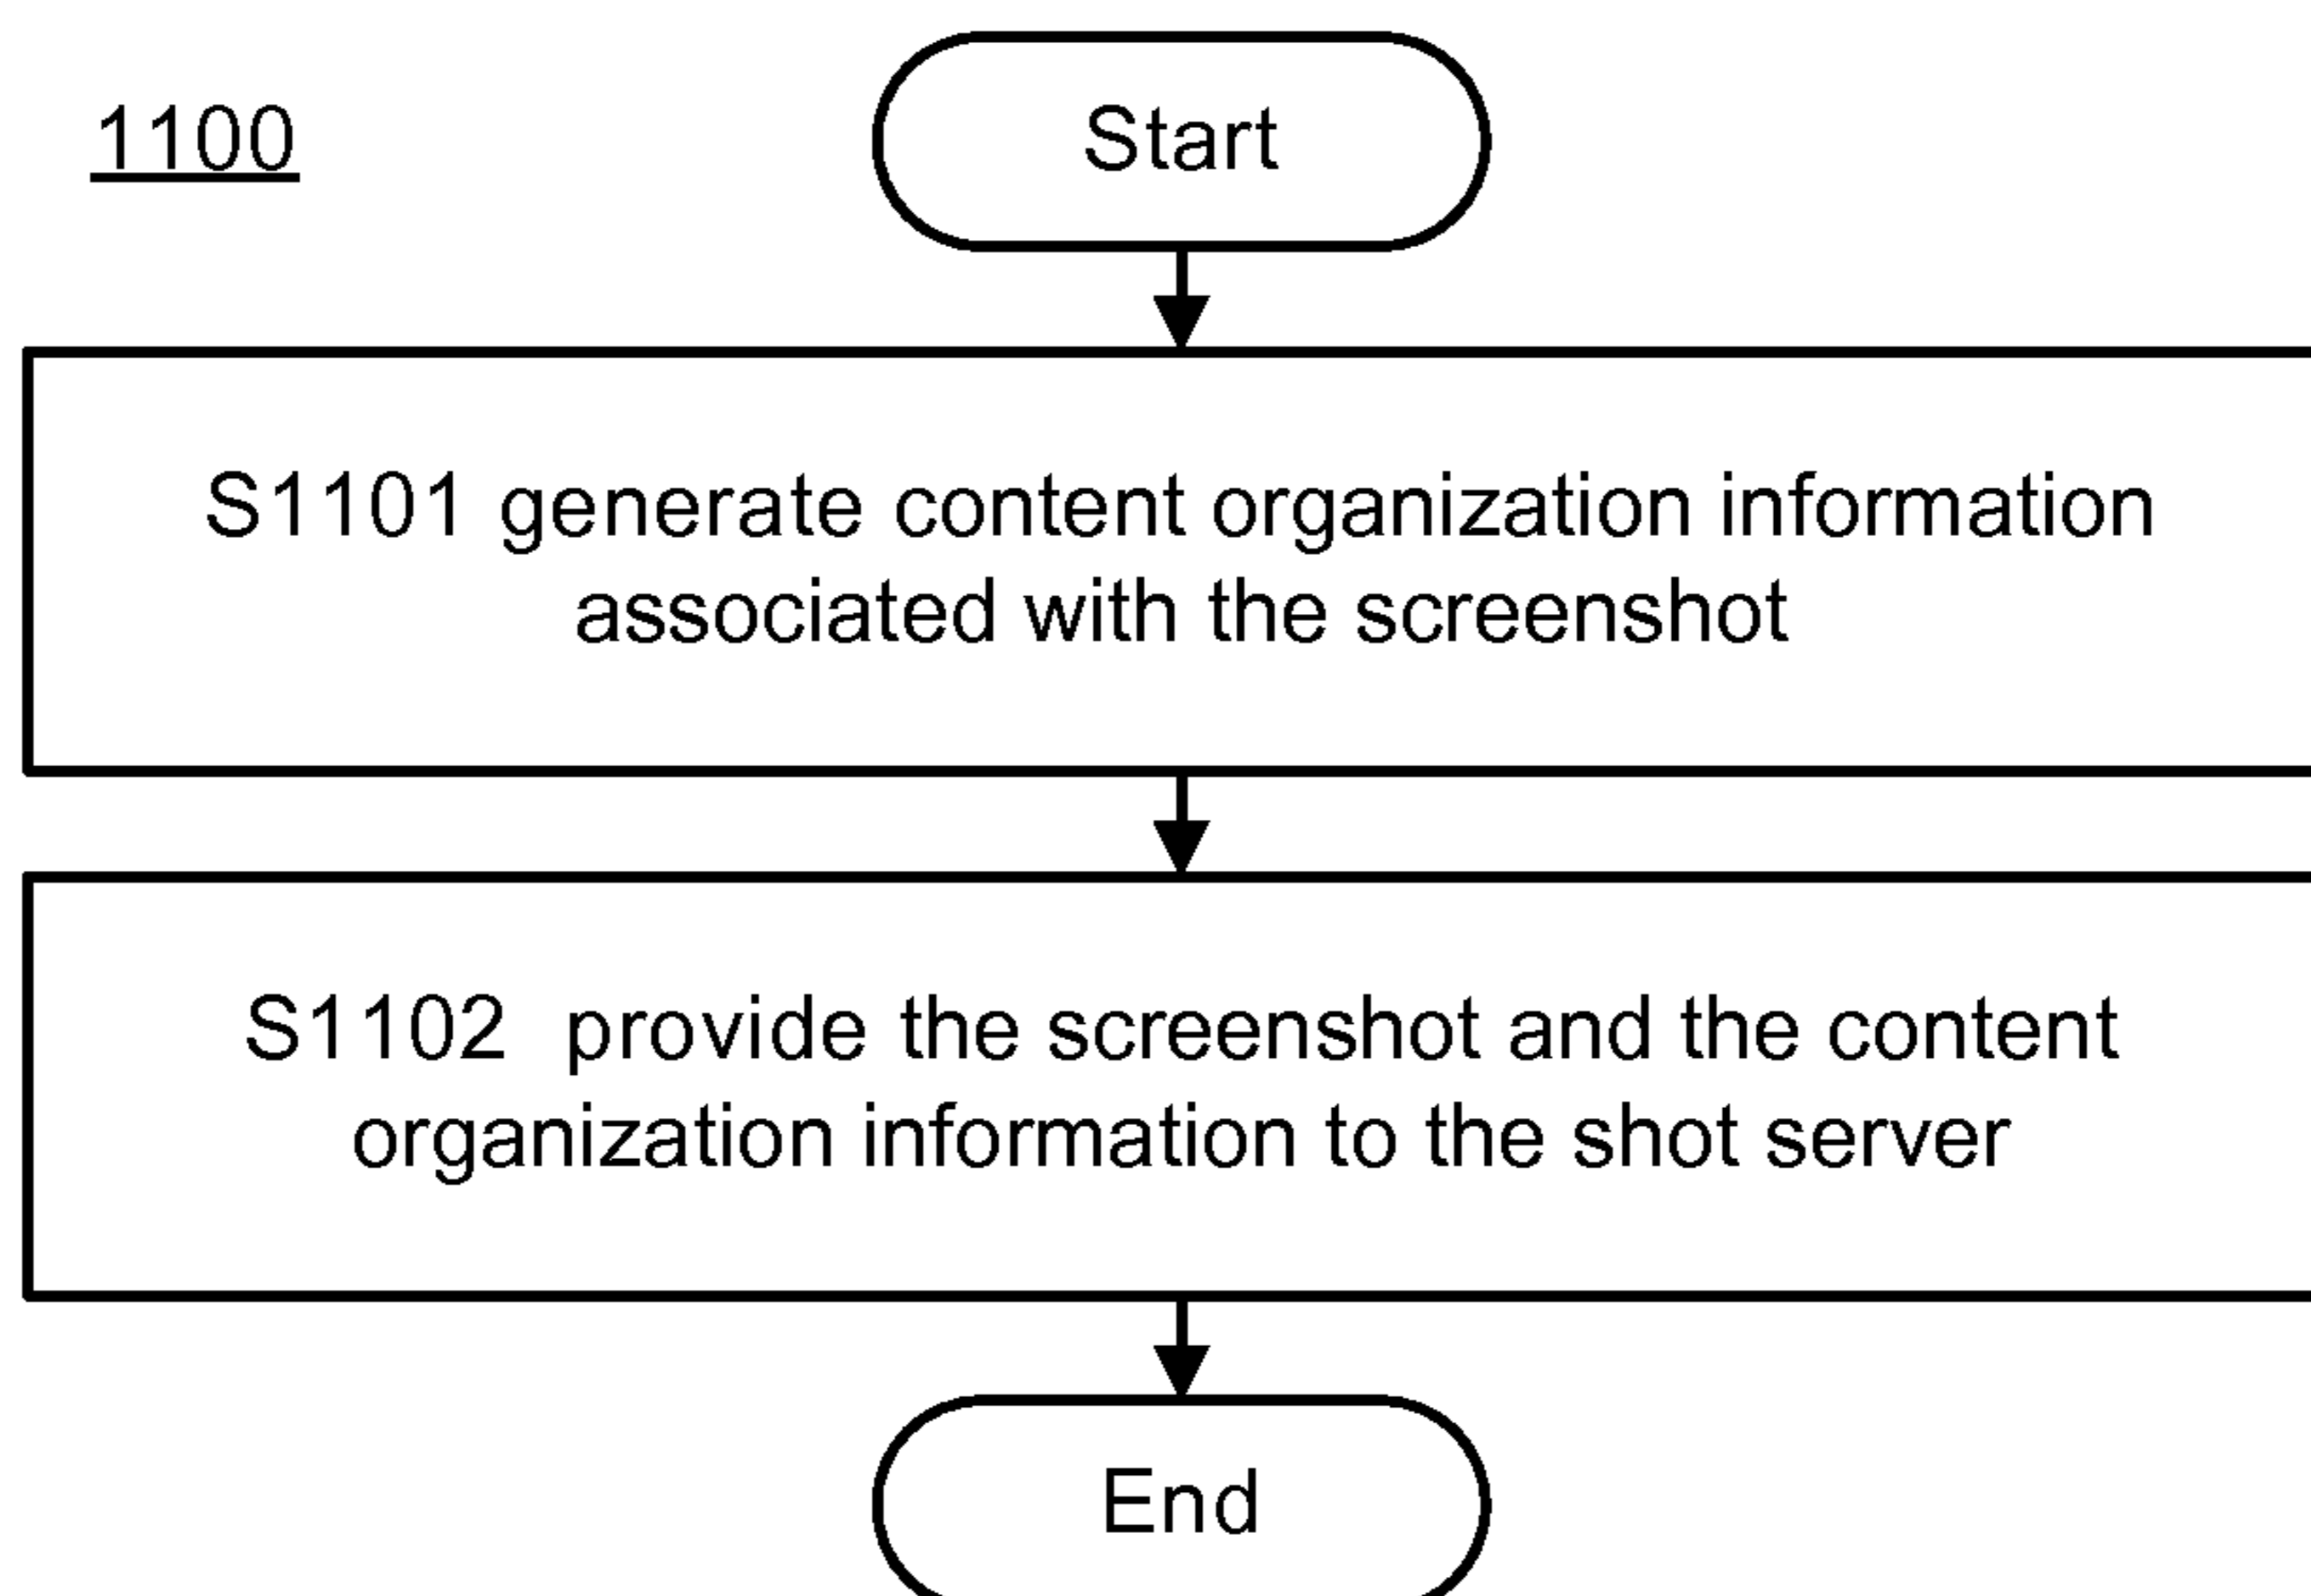 1100
Start
S1101 generate content organization information
associated with the screenshot
S1102 provide the screenshot and the content
organization information to the shot server
End